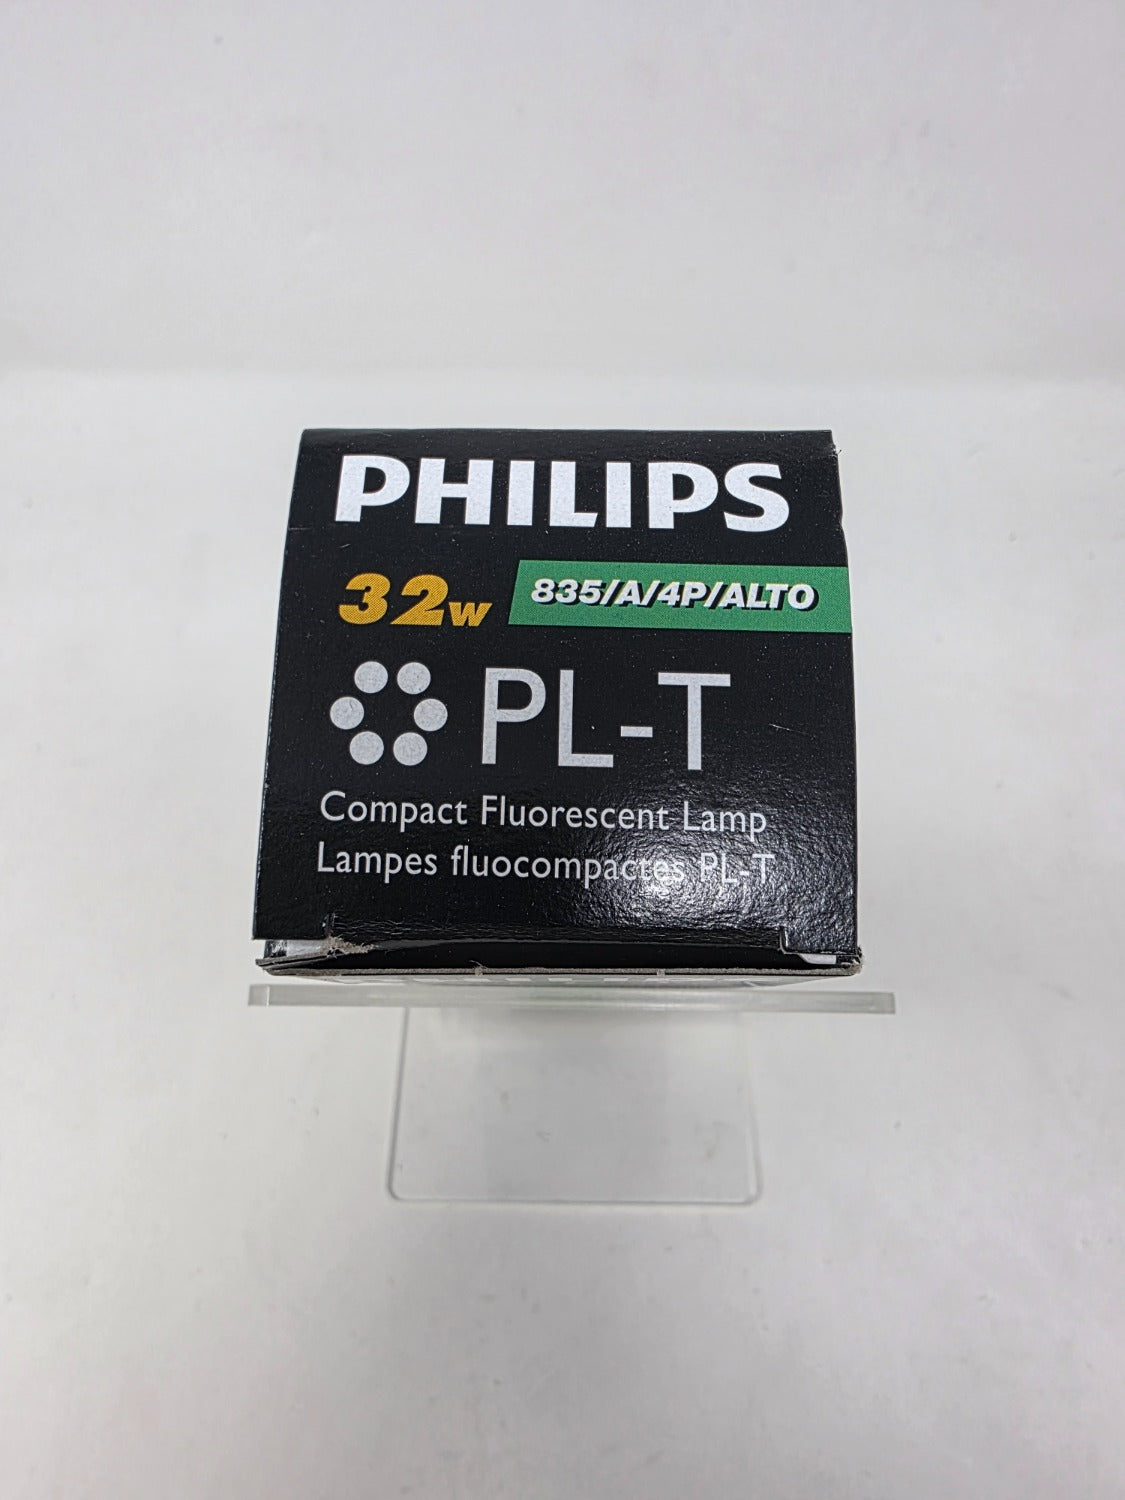 PHILIPS
32w 835/A/4P/ALTO
PL-T
Compact Fluorescent Lamp
Lampes fluocompactes PL-T